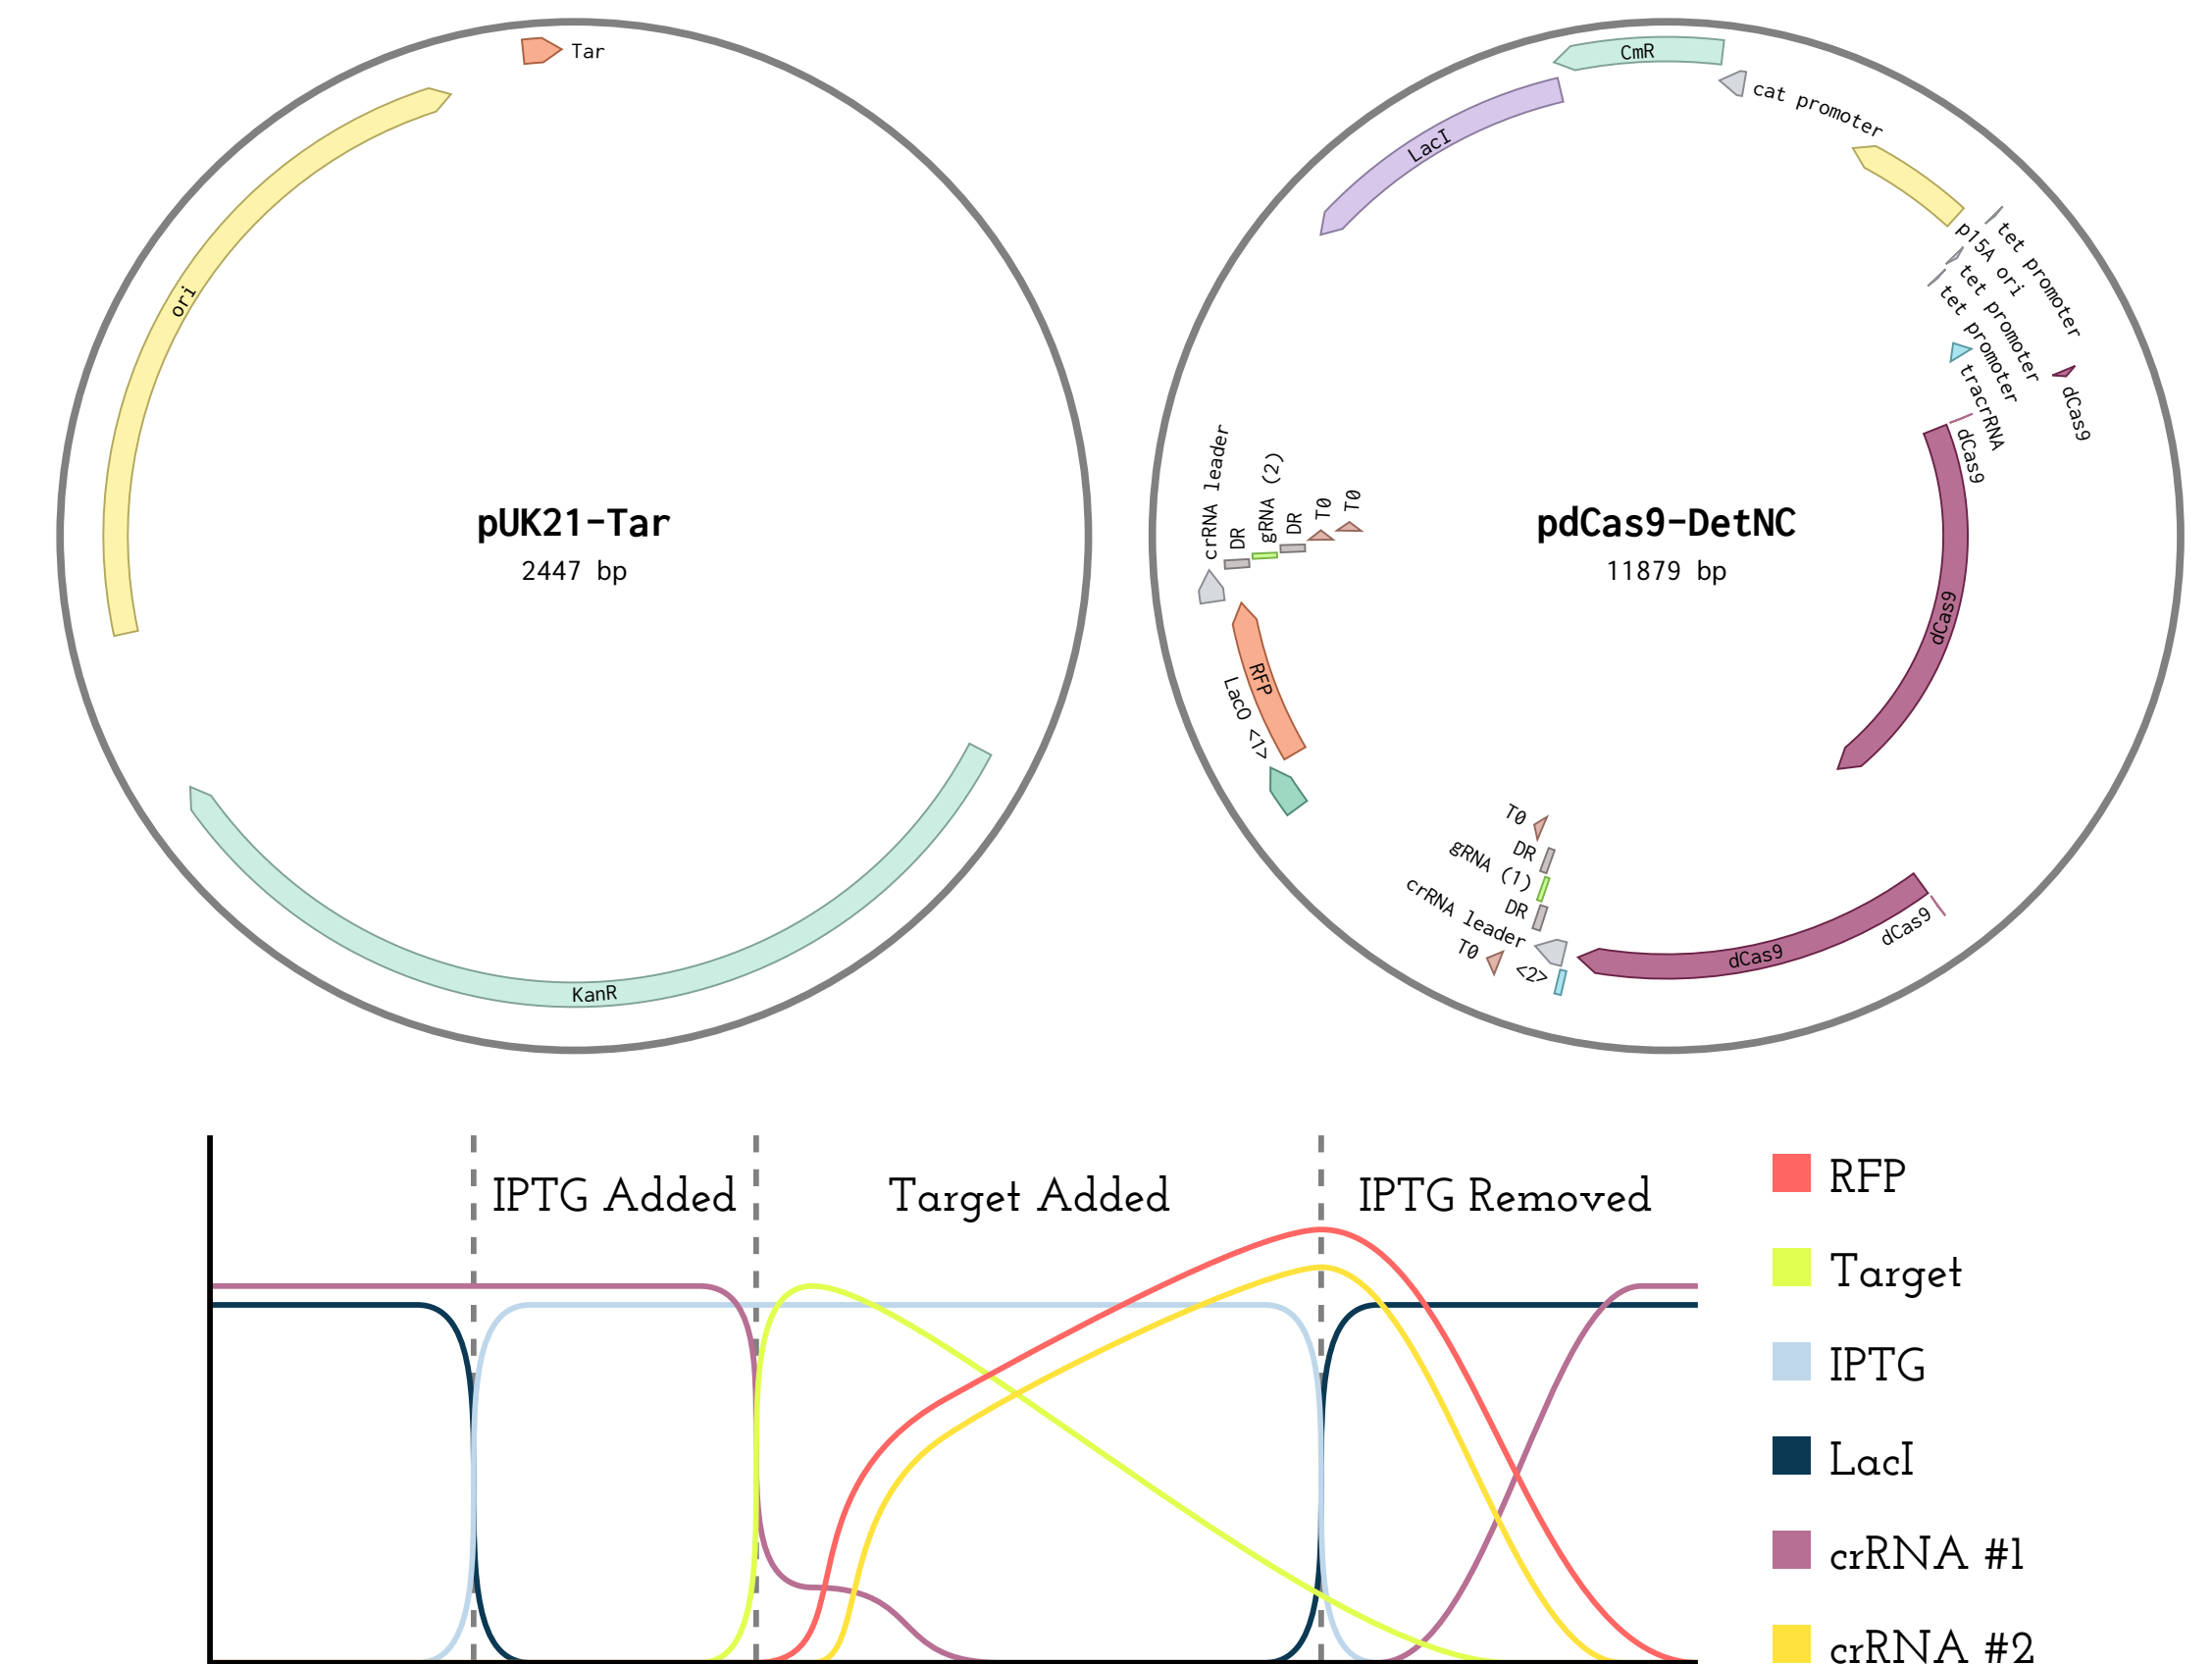 Tar
ori
pUK21-Tar
2447 bp
KanR
CmR
cat promoter
LacI
p15A ori
tet promoter
tet promoter
tet promoter
tracrRNA
dCas9
dCas9
dCas9
dCas9
dCas9
pdCas9-DetNC
11879 bp
crRNA leader
DR
gRNA (2)
DR
T0
T0
RFP
LacO <1>
T0
DR
gRNA (1)
DR
crRNA leader
T0
<2>
IPTG Added
Target Added
IPTG Removed
RFP
Target
IPTG
LacI
crRNA #1
crRNA #2